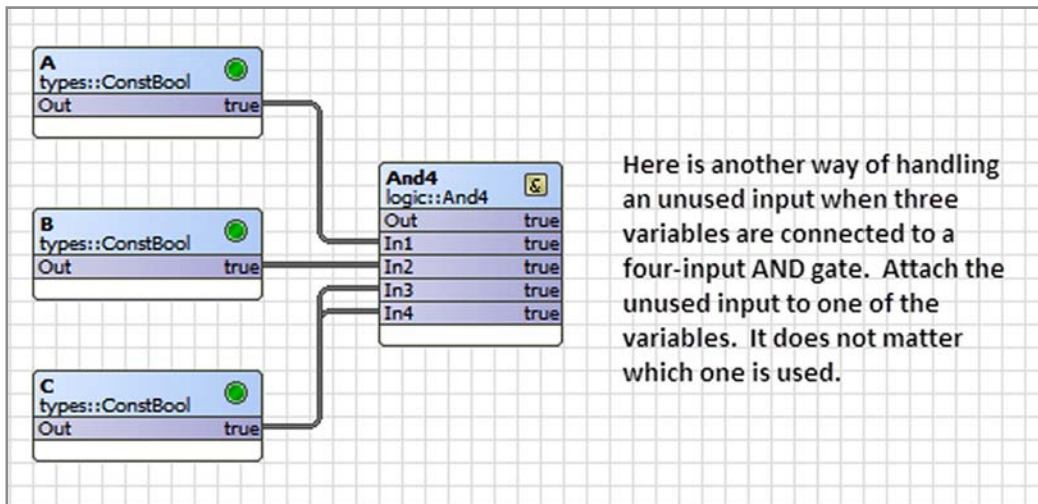 A
types::ConstBool
Out true
B
types::ConstBool
Out true
C
types::ConstBool
Out true
And4 &
logic::And4
Out true
In1 true
In2 true
In3 true
In4 true
Here is another way of handling
an unused input when three
variables are connected to a
four-input AND gate.  Attach the
unused input to one of the
variables.  It does not matter
which one is used.